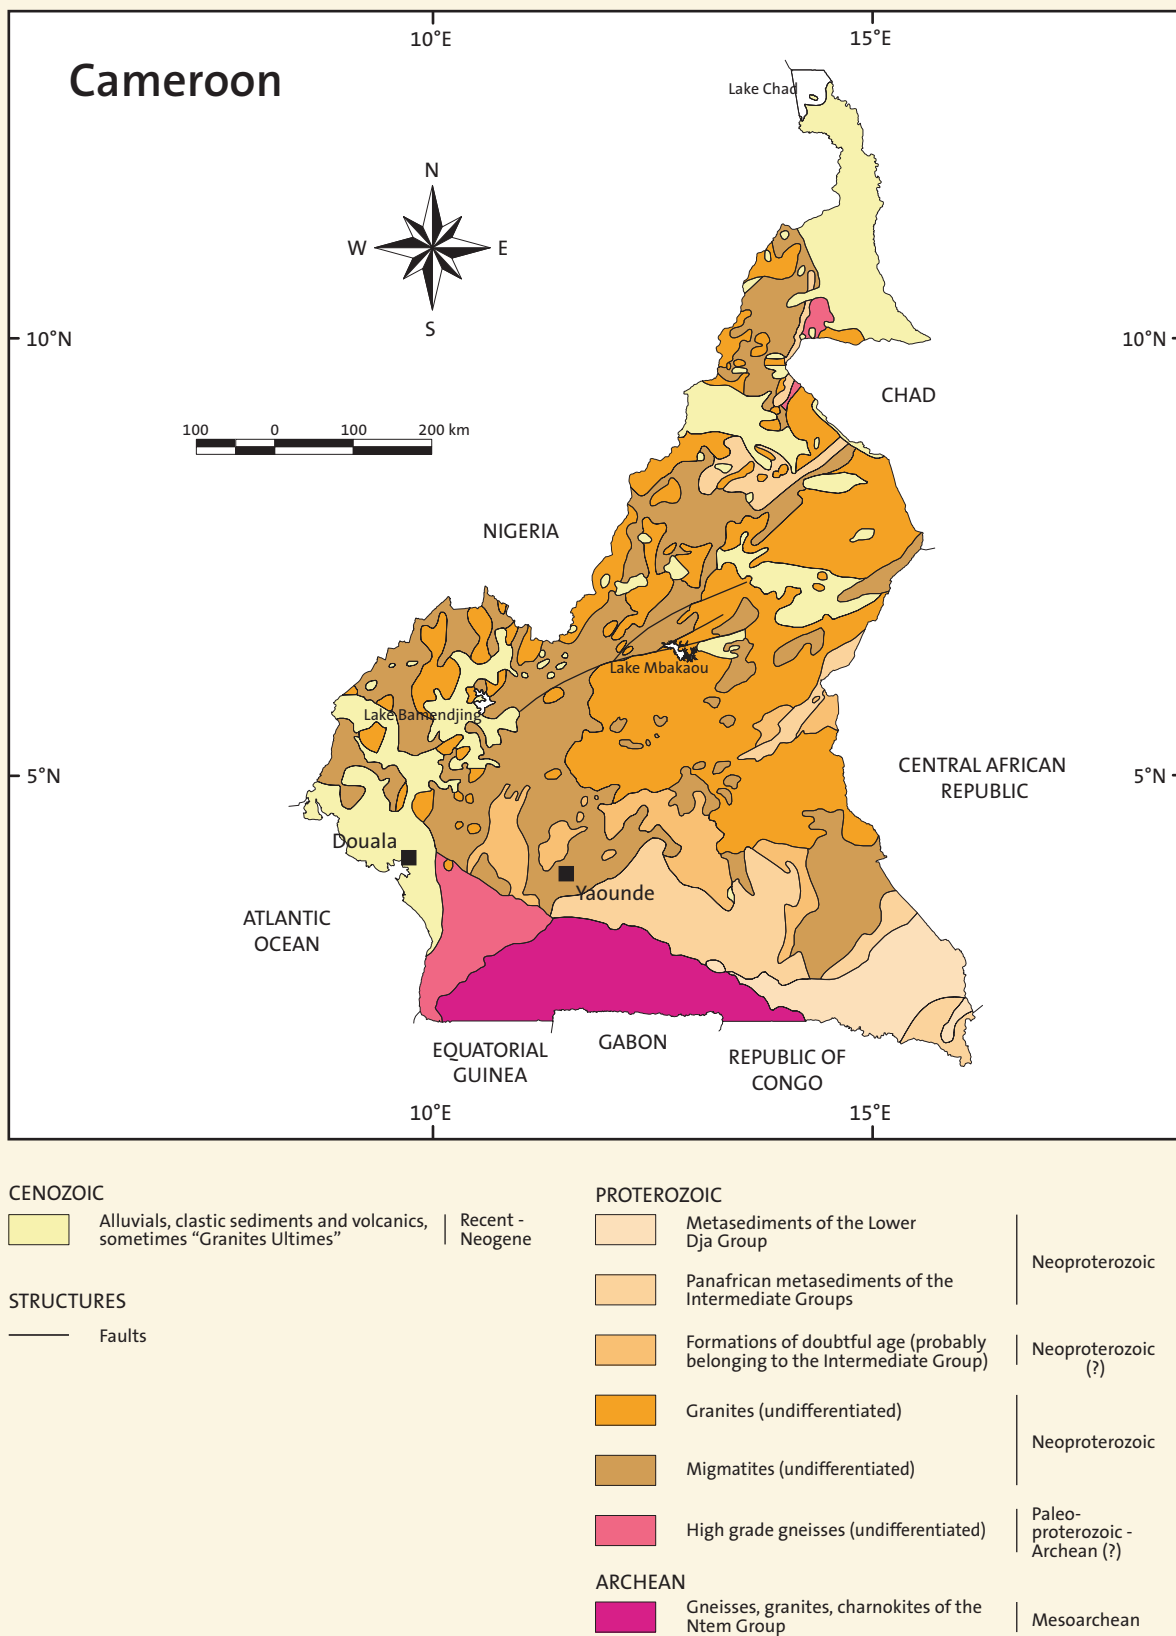 10°E
15°E
Cameroon
Lake Chad
N
W
E
S
10°N
10°N
CHAD
100
0
100
200 km
NIGERIA
Lake Mbakaou
Lake Bamendjing
5°N
CENTRAL AFRICAN
REPUBLIC
5°N
Douala
Yaounde
ATLANTIC
OCEAN
EQUATORIAL
GUINEA
GABON
REPUBLIC OF
CONGO
10°E
15°E
CENOZOIC
Alluvials, clastic sediments and volcanics,
sometimes “Granites Ultimes”
Recent -
Neogene
STRUCTURES
Faults
PROTEROZOIC
Metasediments of the Lower
Dja Group
Panafrican metasediments of the
Intermediate Groups
Neoproterozoic
Formations of doubtful age (probably
belonging to the Intermediate Group)
Neoproterozoic
(?)
Granites (undifferentiated)
Migmatites (undifferentiated)
Neoproterozoic
High grade gneisses (undifferentiated)
Paleo-
proterozoic -
Archean (?)
ARCHEAN
Gneisses, granites, charnokites of the
Ntem Group
Mesoarchean